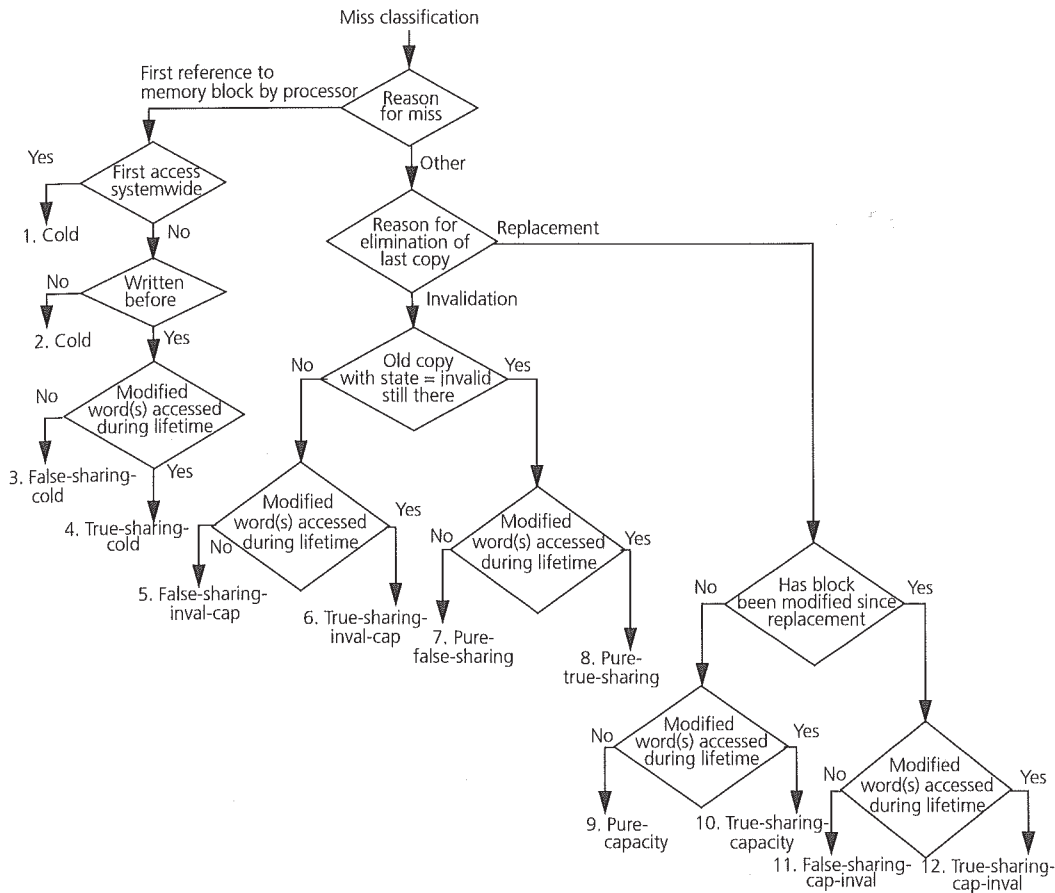 Miss classification
First reference to
memory block by processor
Reason
for miss
Yes
First access
systemwide
Other
1. Cold
No
Reason for
elimination of
last copy
Replacement
No
Written
before
Invalidation
2. Cold
Yes
No
Old copy
with state = invalid
still there
Yes
No
Modified
word(s) accessed
during lifetime
3. False-sharing-
cold
Yes
4. True-sharing-
cold
Modified
word(s) accessed
during lifetime
No
Yes
5. False-sharing-
inval-cap
6. True-sharing-
inval-cap
No
Modified
word(s) accessed
during lifetime
Yes
7. Pure-
false-sharing
8. Pure-
true-sharing
No
Has block
been modified since
replacement
Yes
No
Modified
word(s) accessed
during lifetime
Yes
9. Pure-
capacity
10. True-sharing-
capacity
No
Modified
word(s) accessed
during lifetime
Yes
11. False-sharing-
cap-inval
12. True-sharing-
cap-inval